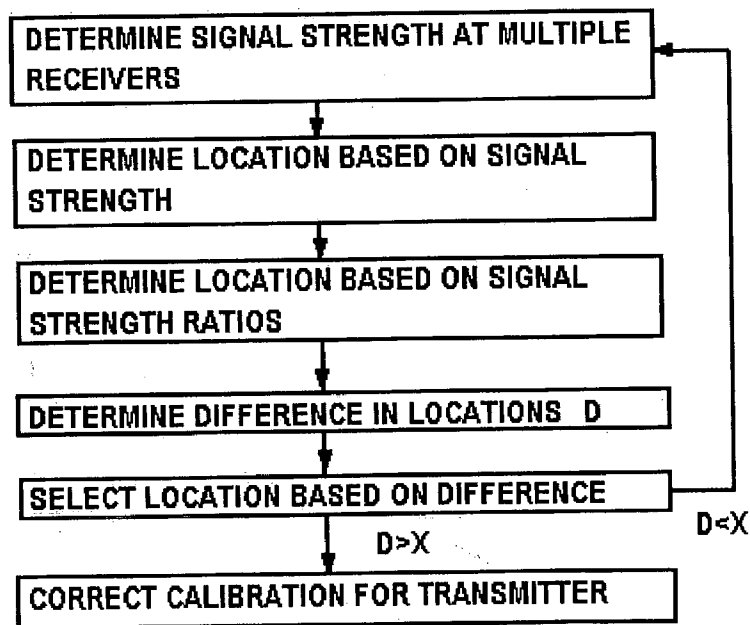 DETERMINE SIGNAL STRENGTH AT MULTIPLE
RECEIVERS
DETERMINE LOCATION BASED ON SIGNAL
STRENGTH
DETERMINE LOCATION BASED ON SIGNAL
STRENGTH RATIOS
DETERMINE DIFFERENCE IN LOCATIONS D
SELECT LOCATION BASED ON DIFFERENCE
D<X
D>X
CORRECT CALIBRATION FOR TRANSMITTER